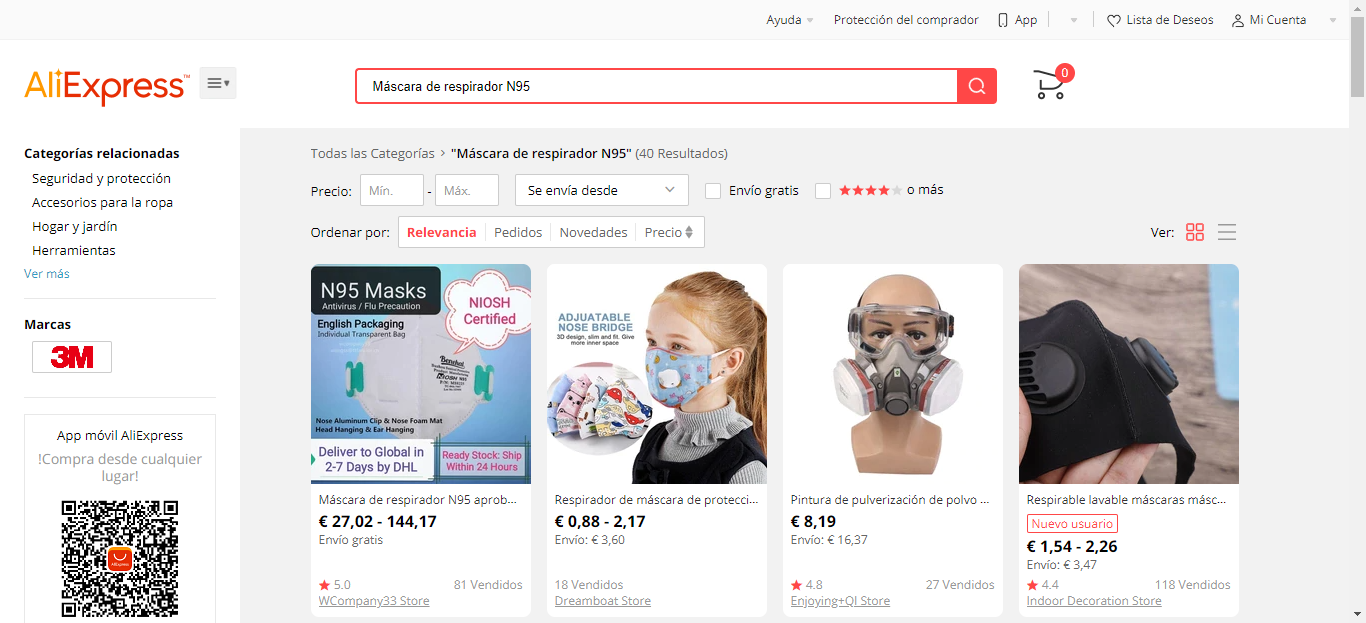 Ayuda
Protección del comprador
App
Lista de Deseos
Mi Cuenta
AliExpress™
Máscara de respirador N95
0
Categorías relacionadas
Seguridad y protección
Accesorios para la ropa
Hogar y jardín
Herramientas
Ver más
Marcas
3M
App móvil AliExpress
!Compra desde cualquier
lugar!
Todas las Categorías > "Máscara de respirador N95" (40 Resultados)
Precio: Mín. - Máx. Se envía desde Envío gratis o más
Ordenar por: Relevancia Pedidos Novedades Precio
Ver:
N95 Masks
Antivirus / Flu Precaution
English Packaging
Individual Transparent Bag
NIOSH
Certified
Benehal
NIOSH N95
Nose Aluminum Clip & Nose Foam Mat
Head Hanging & Ear Hanging
Deliver to Global in
2-7 Days by DHL
Ready Stock: Ship
Within 24 Hours
Máscara de respirador N95 aprob...
€ 27,02 - 144,17
Envío gratis
5.0
81 Vendidos
WCompany33 Store
ADJUATABLE
NOSE BRIDGE
3D design, slim and fit. Give
more inner space
Respirador de máscara de protecci...
€ 0,88 - 2,17
Envío: € 3,60
18 Vendidos
Dreamboat Store
Pintura de pulverización de polvo ...
€ 8,19
Envío: € 16,37
4.8
27 Vendidos
Enjoying+QI Store
Respirable lavable máscaras másc...
Nuevo usuario
€ 1,54 - 2,26
Envío: € 3,47
4.4
118 Vendidos
Indoor Decoration Store